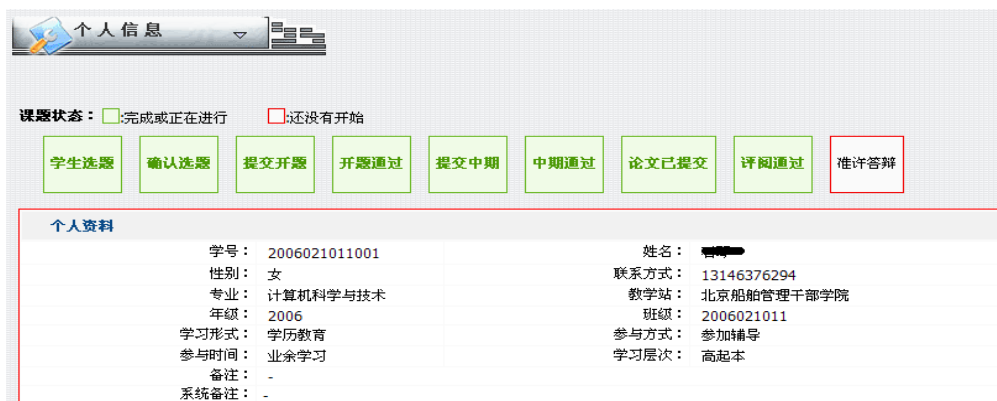 个人信息
课题状态： :完成或正在进行 :还没有开始
学生选题 确认选题 提交开题 开题通过 提交中期 中期通过 论文已提交 评阅通过 准许答辩
个人资料
学号： 2006021011001 姓名：
性别： 女 联系方式： 13146376294
专业： 计算机科学与技术 教学站： 北京船舶管理干部学院
年级： 2006 班级： 2006021011
学习形式： 学历教育 参与方式： 参加辅导
参与时间： 业余学习 学习层次： 高起本
备注： -
系统备注： -